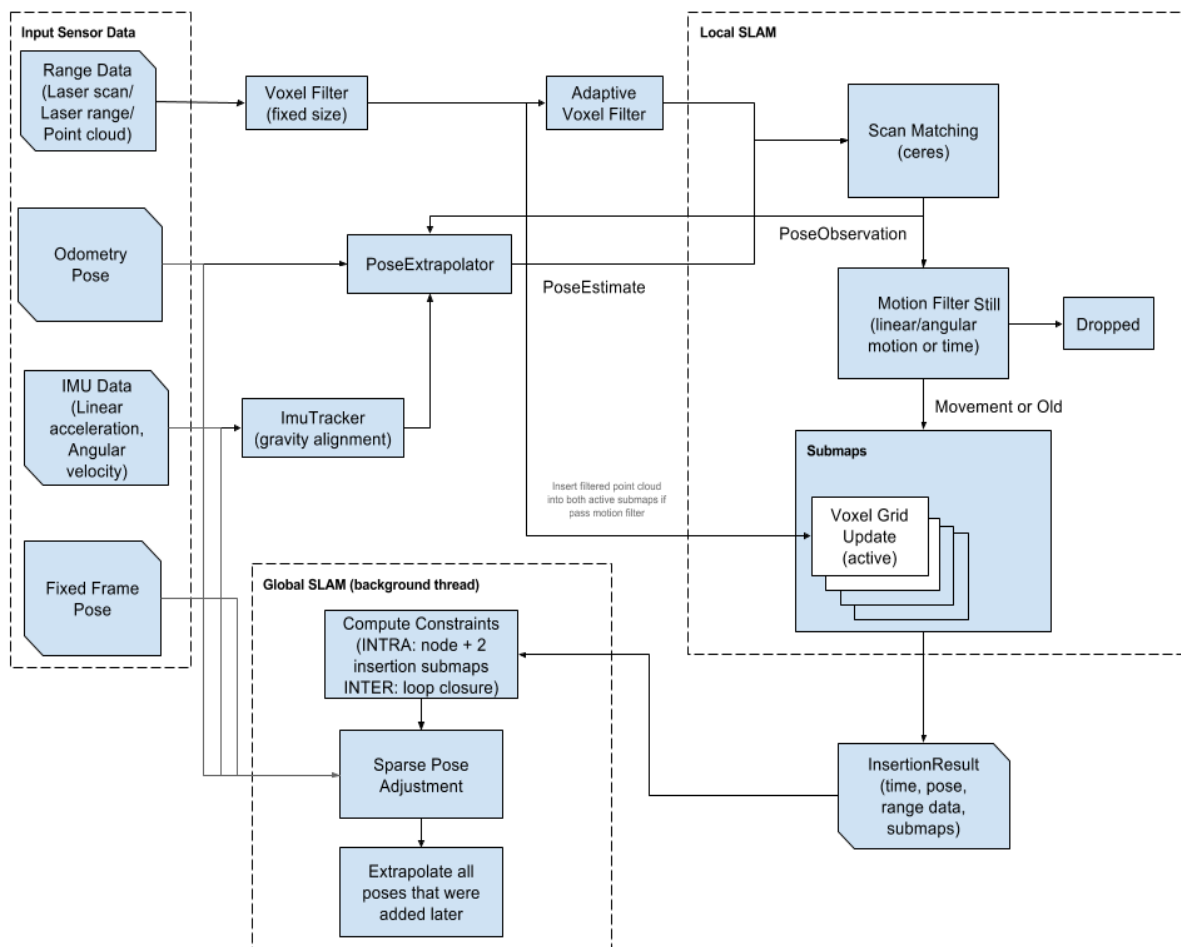 Input Sensor Data
Range Data
(Laser scan/
Laser range/
Point cloud)
Voxel Filter
(fixed size)
Adaptive
Voxel Filter
Local SLAM
Scan Matching
(ceres)
Odometry
Pose
PoseExtrapolator
PoseEstimate
PoseObservation
Motion Filter
(linear/angular
motion or time)
Still
Dropped
IMU Data
(Linear
acceleration,
Angular
velocity)
ImuTracker
(gravity alignment)
Movement or Old
Submaps
Insert filtered point cloud
into both active submaps if
pass motion filter
Voxel Grid
Update
(active)
Fixed Frame
Pose
Global SLAM (background thread)
Compute Constraints
(INTRA: node + 2
insertion submaps
INTER: loop closure)
Sparse Pose
Adjustment
Extrapolate all
poses that were
added later
InsertionResult
(time, pose,
range data,
submaps)